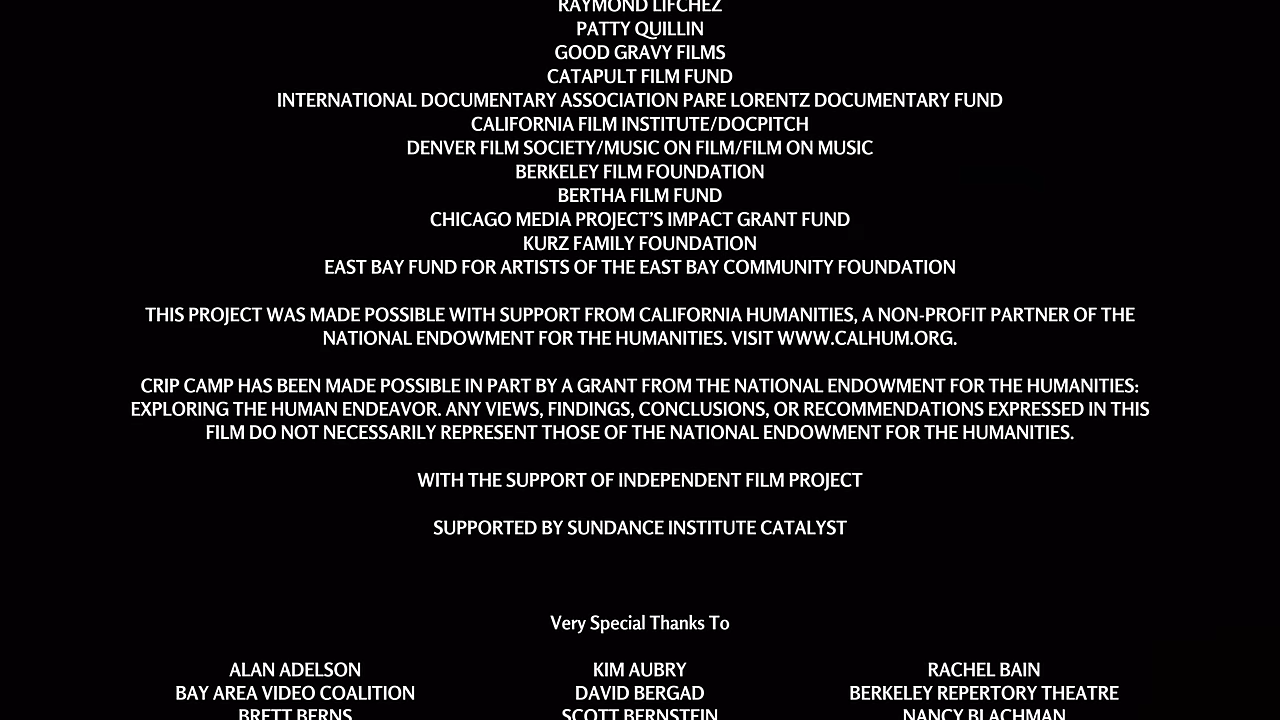 RAYMOND LIFCHEZ
PATTY QUILLIN
GOOD GRAVY FILMS
CATAPULT FILM FUND
INTERNATIONAL DOCUMENTARY ASSOCIATION PARE LORENTZ DOCUMENTARY FUND
CALIFORNIA FILM INSTITUTE/DOCPITCH
DENVER FILM SOCIETY/MUSIC ON FILM/FILM ON MUSIC
BERKELEY FILM FOUNDATION
BERTHA FILM FUND
CHICAGO MEDIA PROJECT’S IMPACT GRANT FUND
KURZ FAMILY FOUNDATION
EAST BAY FUND FOR ARTISTS OF THE EAST BAY COMMUNITY FOUNDATION
THIS PROJECT WAS MADE POSSIBLE WITH SUPPORT FROM CALIFORNIA HUMANITIES, A NON-PROFIT PARTNER OF THE
NATIONAL ENDOWMENT FOR THE HUMANITIES. VISIT WWW.CALHUM.ORG.
CRIP CAMP HAS BEEN MADE POSSIBLE IN PART BY A GRANT FROM THE NATIONAL ENDOWMENT FOR THE HUMANITIES:
EXPLORING THE HUMAN ENDEAVOR. ANY VIEWS, FINDINGS, CONCLUSIONS, OR RECOMMENDATIONS EXPRESSED IN THIS
FILM DO NOT NECESSARILY REPRESENT THOSE OF THE NATIONAL ENDOWMENT FOR THE HUMANITIES.
WITH THE SUPPORT OF INDEPENDENT FILM PROJECT
SUPPORTED BY SUNDANCE INSTITUTE CATALYST
Very Special Thanks To
ALAN ADELSON KIM AUBRY RACHEL BAIN
BAY AREA VIDEO COALITION DAVID BERGAD BERKELEY REPERTORY THEATRE
BRETT BERNS SCOTT BERNSTEIN NANCY BLACHMAN